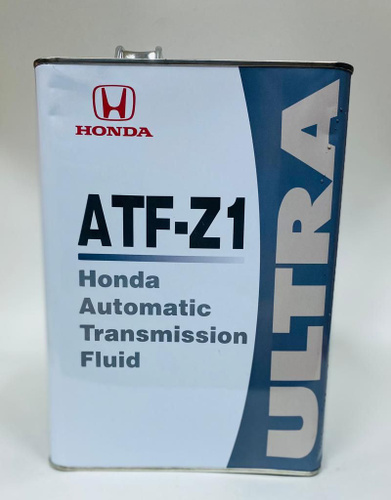 HONDA
ATF-Z1
Honda
Automatic
Transmission
Fluid
ULTRA